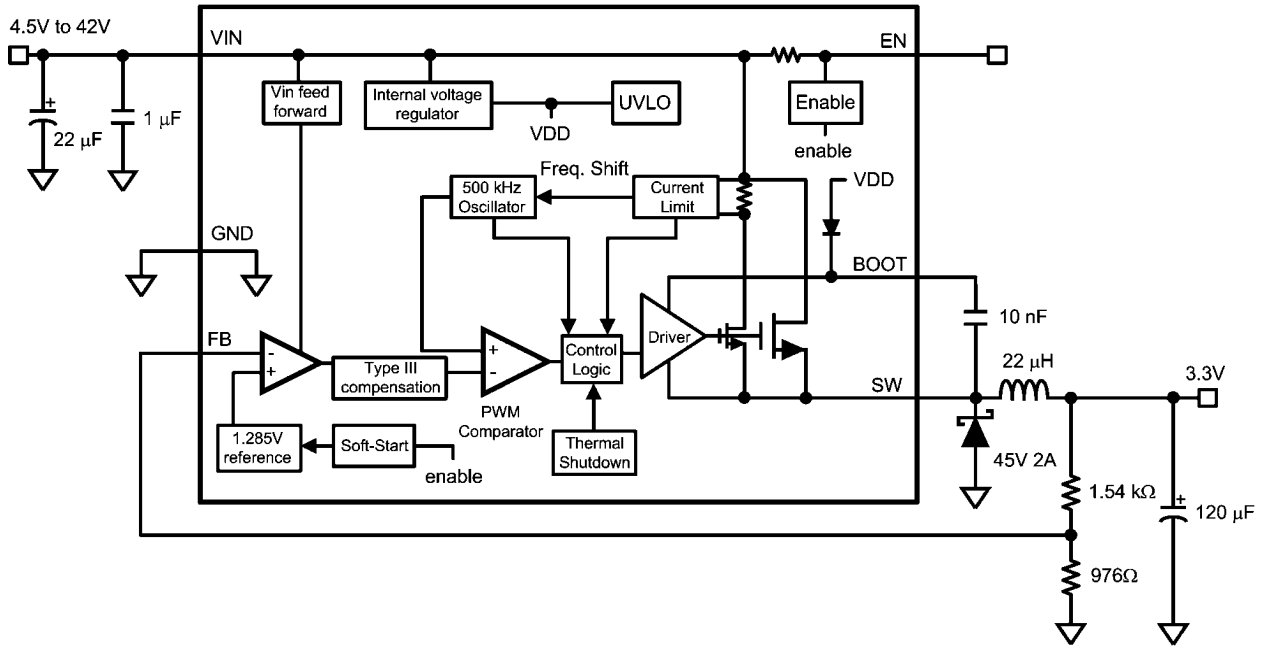 4.5V to 42V
VIN
EN
Vin feed
forward
Internal voltage
regulator
UVLO
Enable
VDD
enable
22 μF
1 μF
Freq. Shift
500 kHz
Oscillator
Current
Limit
VDD
GND
BOOT
10 nF
FB
-
+
Type III
compensation
+
-
PWM
Comparator
Control
Logic
Driver
22 μH
3.3V
SW
1.285V
reference
Soft-Start
enable
Thermal
Shutdown
45V 2A
1.54 kΩ
+
120 μF
976Ω
+